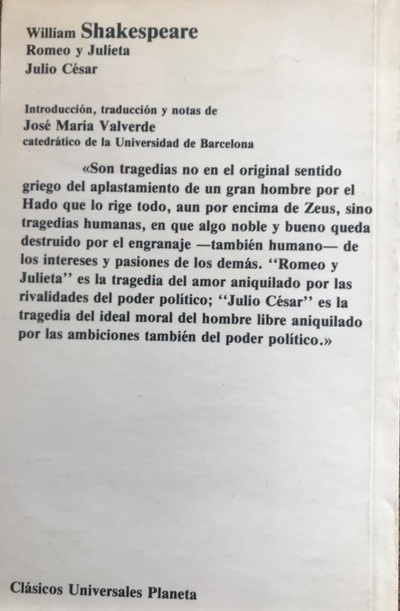 William Shakespeare
Romeo y Julieta
Julio César
Introducción, traducción y notas de
José María Valverde
catedrático de la Universidad de Barcelona
«Son tragedias no en el original sentido
griego del aplastamiento de un gran hombre por el
Hado que lo rige todo, aun por encima de Zeus, sino
tragedias humanas, en que algo noble y bueno queda
destruido por el engranaje —también humano— de
los intereses y pasiones de los demás. “Romeo y
Julieta” es la tragedia del amor aniquilado por las
rivalidades del poder político; “Julio César” es la
tragedia del ideal moral del hombre libre aniquilado
por las ambiciones también del poder político.»
Clásicos Universales Planeta